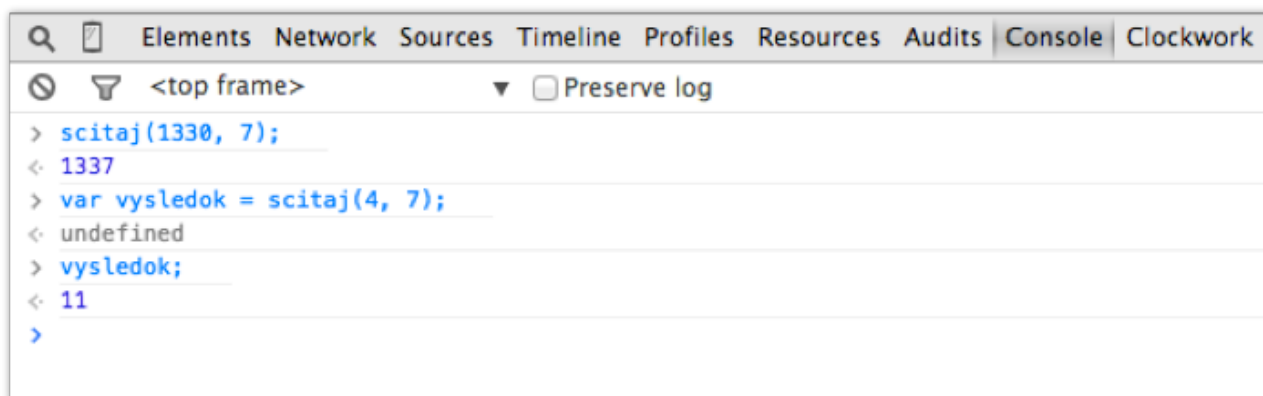 Elements Network Sources Timeline Profiles Resources Audits Console Clockwork
<top frame> ▼ Preserve log
> scitaj(1330, 7);
<· 1337
> var vysledok = scitaj(4, 7);
<· undefined
> vysledok;
<· 11
>